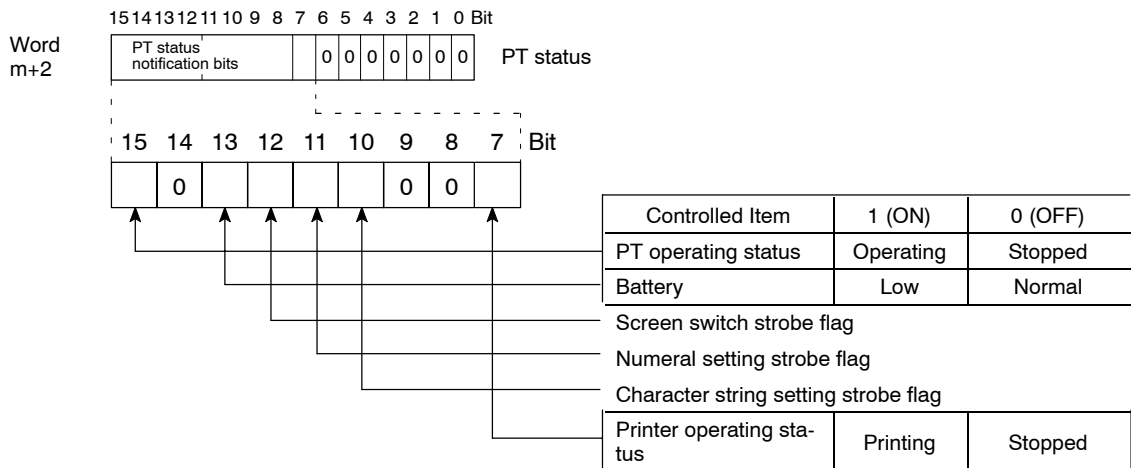 15 14 13 12 11 10 9 8 7 6 5 4 3 2 1 0 Bit
Word m+2
PT status notification bits
0 0 0 0 0 0 0
PT status
15 14 13 12 11 10 9 8 7 Bit
0 0 0
Controlled Item 1 (ON) 0 (OFF)
PT operating status Operating Stopped
Battery Low Normal
Screen switch strobe flag
Numeral setting strobe flag
Character string setting strobe flag
Printer operating sta-
tus Printing Stopped